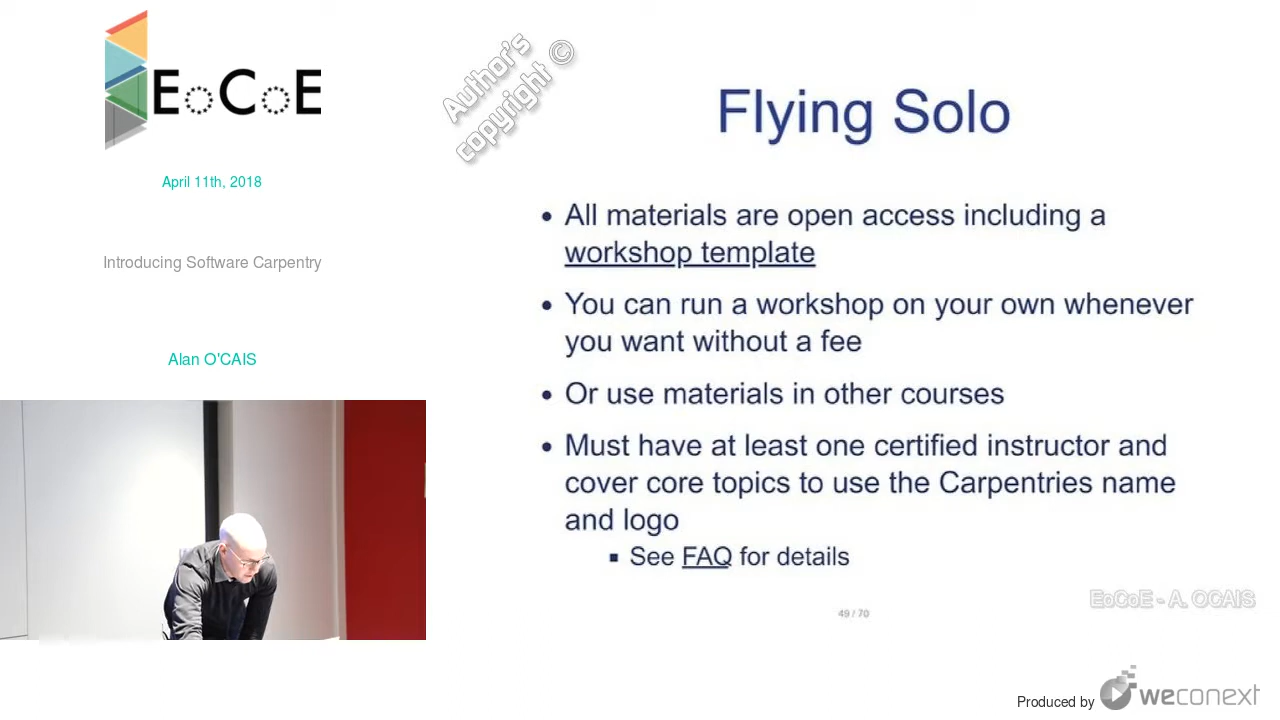 EoCoE
April 11th, 2018
Introducing Software Carpentry
Alan O'CAIS
Author's
copyright ©
Flying Solo
• All materials are open access including a
workshop template
• You can run a workshop on your own whenever
you want without a fee
• Or use materials in other courses
• Must have at least one certified instructor and
cover core topics to use the Carpentries name
and logo
▪ See FAQ for details
49 / 70
EoCoE - A. OCAIS
Produced by weconext